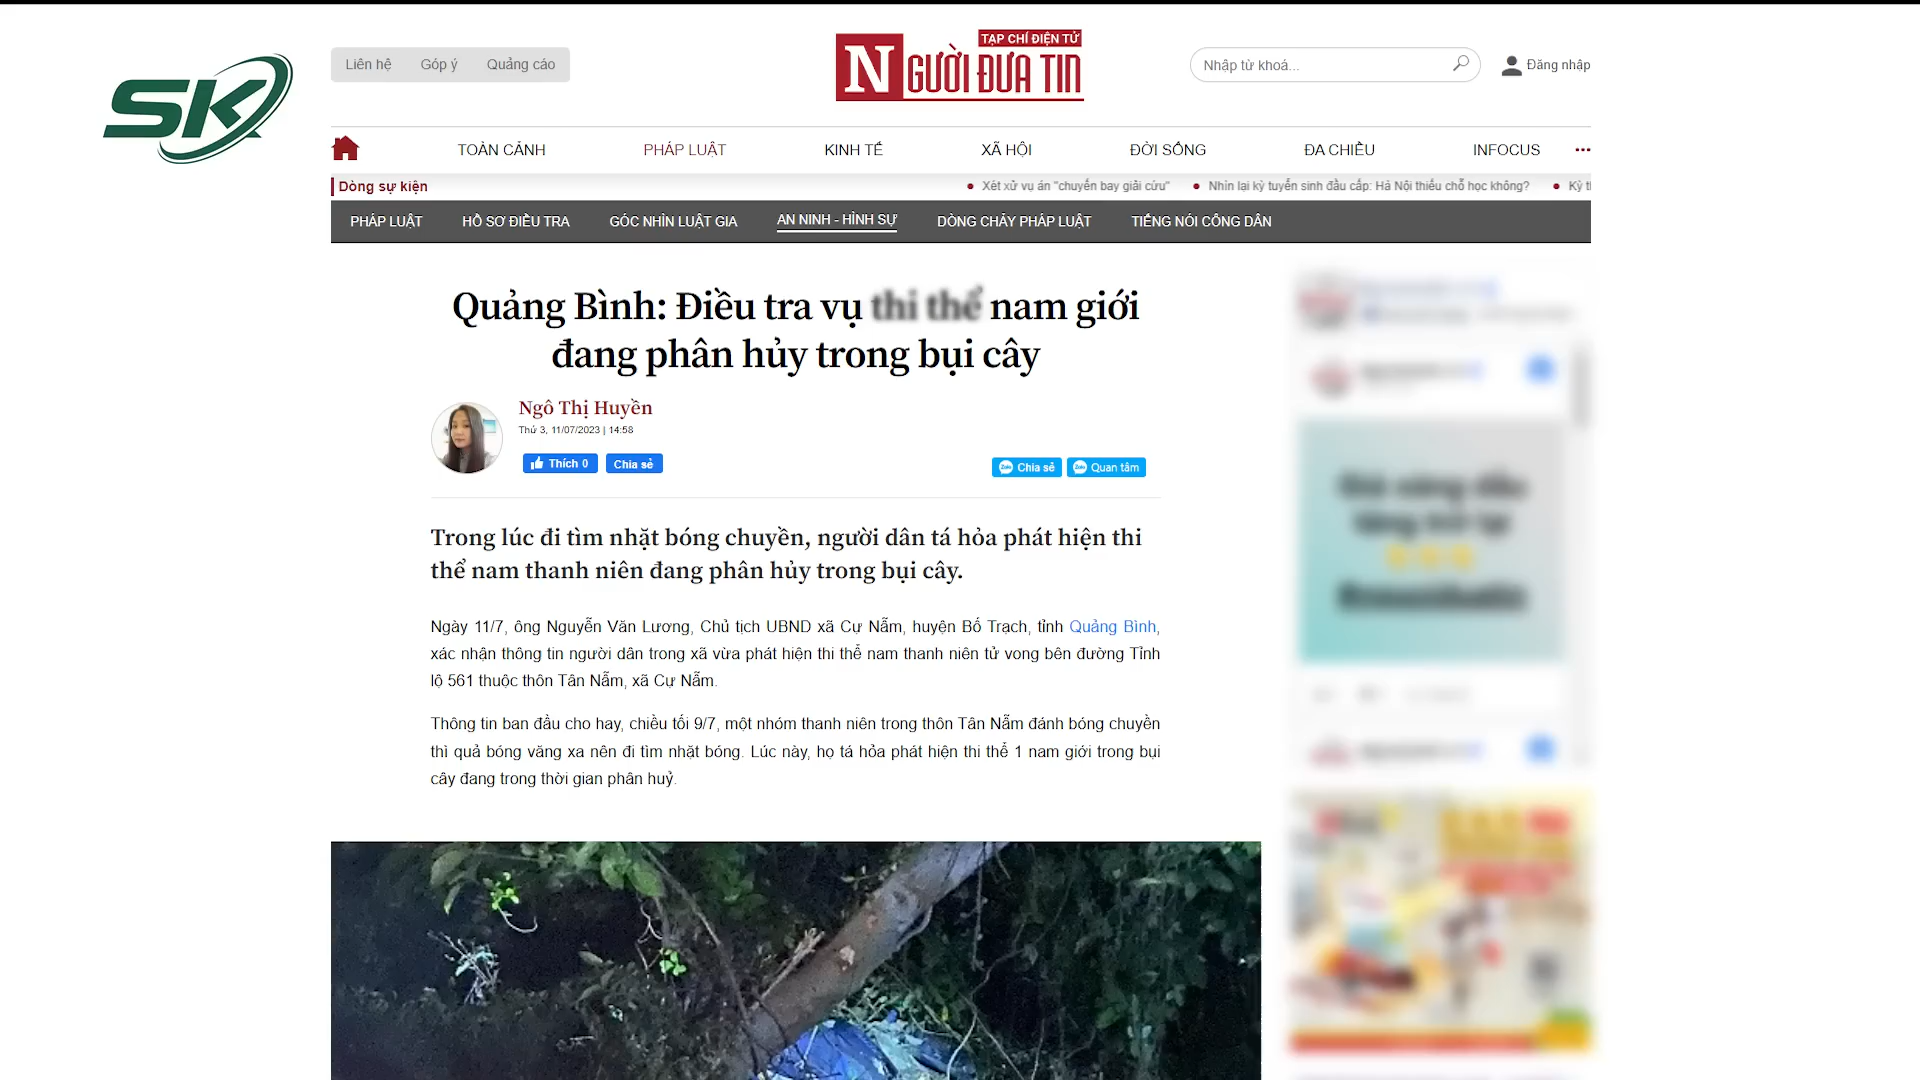 SK
Liên hệ Góp ý Quảng cáo
TẠP CHÍ ĐIỆN TỬ
NGƯỜI ĐƯA TIN
Nhập từ khoá...
Đăng nhập
TOÀN CẢNH PHÁP LUẬT KINH TẾ XÃ HỘI ĐỜI SỐNG ĐA CHIỀU INFOCUS
Dòng sự kiện
Xét xử vụ án "chuyến bay giải cứu" Nhìn lại kỳ tuyển sinh đầu cấp: Hà Nội thiếu chỗ học không?
PHÁP LUẬT HỒ SƠ ĐIỀU TRA GÓC NHÌN LUẬT GIA AN NINH - HÌNH SỰ DÒNG CHẢY PHÁP LUẬT TIẾNG NÓI CÔNG DÂN
Quảng Bình: Điều tra vụ thi thể nam giới
đang phân hủy trong bụi cây
Ngô Thị Huyền
Thứ 3, 11/07/2023 | 14:58
Thích 0 Chia sẻ
Chia sẻ Quan tâm
Trong lúc đi tìm nhặt bóng chuyền, người dân tá hỏa phát hiện thi
thể nam thanh niên đang phân hủy trong bụi cây.
Ngày 11/7, ông Nguyễn Văn Lương, Chủ tịch UBND xã Cự Nẫm, huyện Bố Trạch, tỉnh Quảng Bình,
xác nhận thông tin người dân trong xã vừa phát hiện thi thể nam thanh niên tử vong bên đường Tỉnh
lộ 561 thuộc thôn Tân Nẫm, xã Cự Nẫm.
Thông tin ban đầu cho hay, chiều tối 9/7, một nhóm thanh niên trong thôn Tân Nẫm đánh bóng chuyền
thì quả bóng văng xa nên đi tìm nhặt bóng. Lúc này, họ tá hỏa phát hiện thi thể 1 nam giới trong bụi
cây đang trong thời gian phân huỷ.